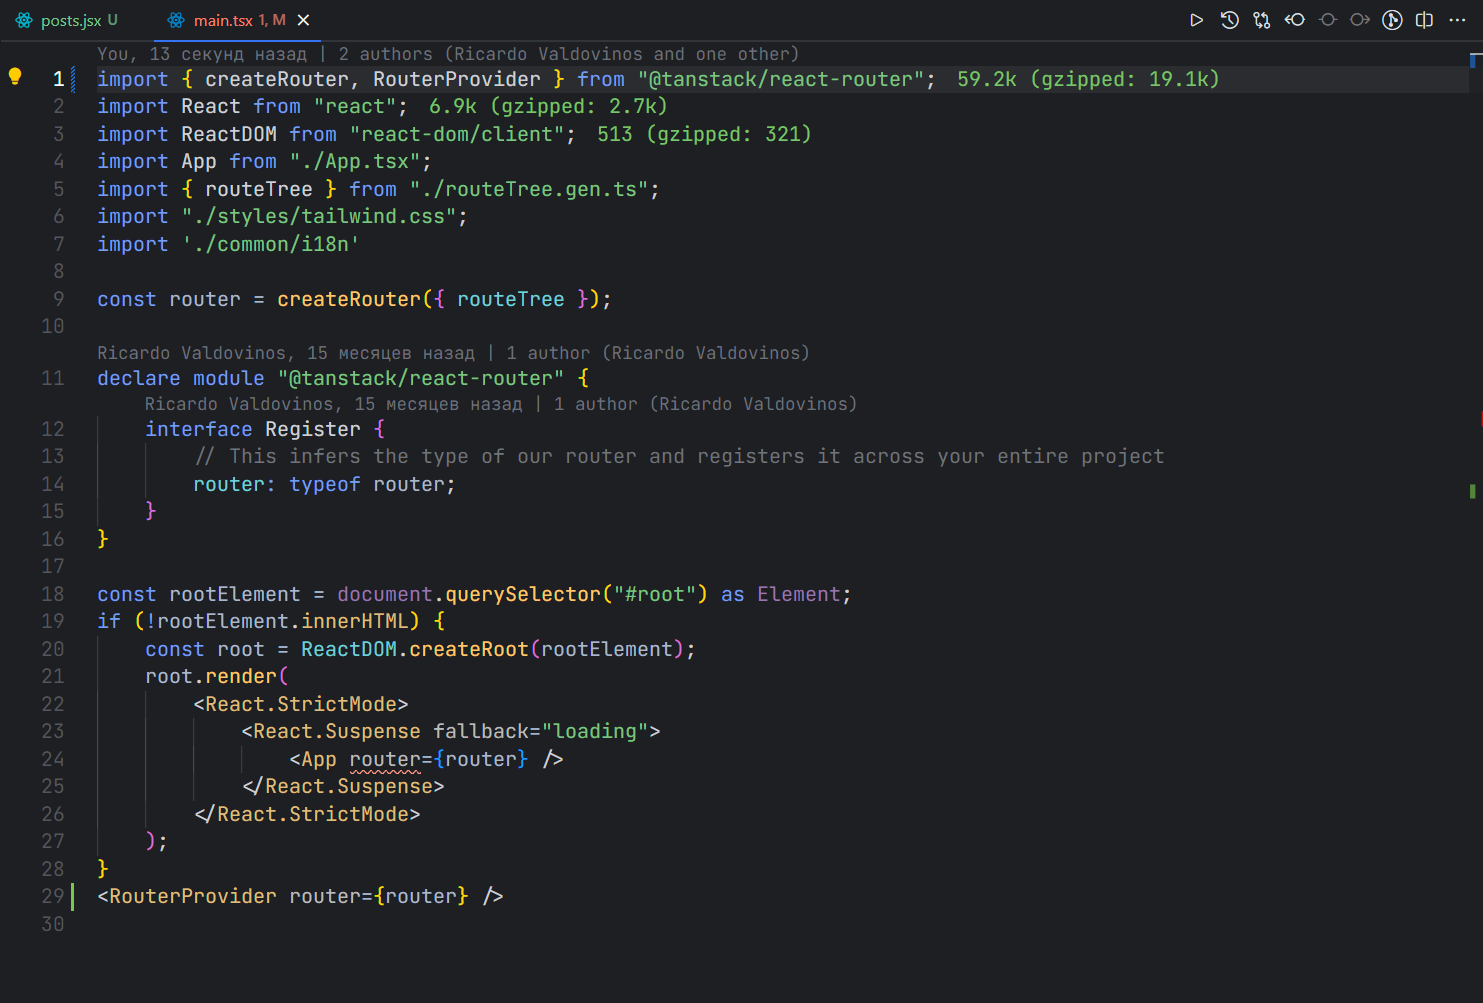 posts.jsx U main.tsx 1, M
You, 13 секунд назад | 2 authors (Ricardo Valdovinos and one other)
1 import { createRouter, RouterProvider } from "@tanstack/react-router"; 59.2k (gzipped: 19.1k)
2 import React from "react"; 6.9k (gzipped: 2.7k)
3 import ReactDOM from "react-dom/client"; 513 (gzipped: 321)
4 import App from "./App.tsx";
5 import { routeTree } from "./routeTree.gen.ts";
6 import "./styles/tailwind.css";
7 import './common/i18n'
8
9 const router = createRouter({ routeTree });
10
Ricardo Valdovinos, 15 месяцев назад | 1 author (Ricardo Valdovinos)
11 declare module "@tanstack/react-router" {
Ricardo Valdovinos, 15 месяцев назад | 1 author (Ricardo Valdovinos)
12 interface Register {
13 // This infers the type of our router and registers it across your entire project
14 router: typeof router;
15 }
16 }
17
18 const rootElement = document.querySelector("#root") as Element;
19 if (!rootElement.innerHTML) {
20 const root = ReactDOM.createRoot(rootElement);
21 root.render(
22 <React.StrictMode>
23 <React.Suspense fallback="loading">
24 <App router={router} />
25 </React.Suspense>
26 </React.StrictMode>
27 );
28 }
29 <RouterProvider router={router} />
30